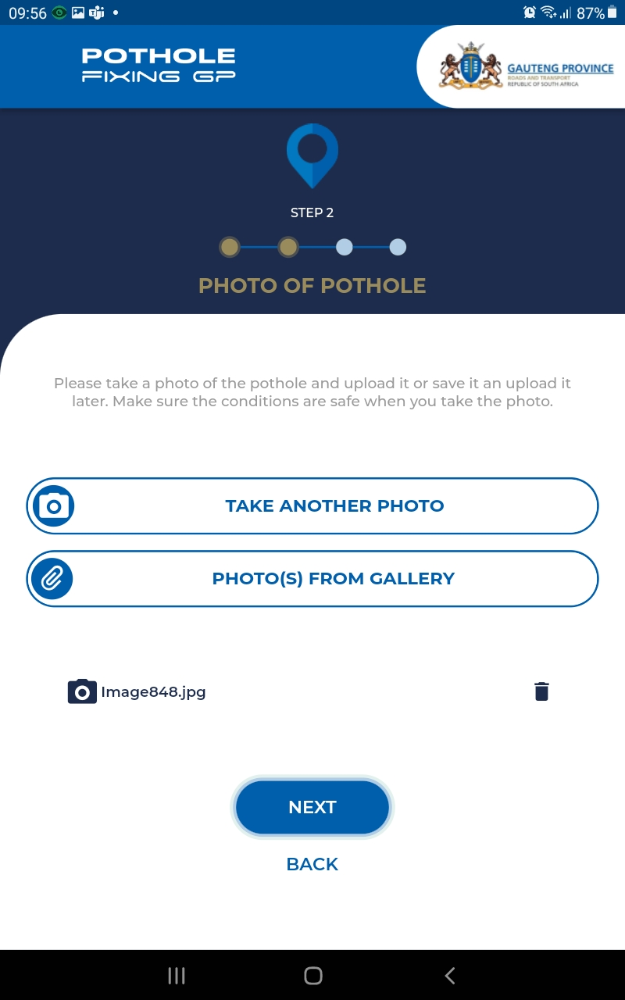 09:56
87%
POTHOLE
FIXING GP
GAUTENG PROVINCE
ROADS AND TRANSPORT
REPUBLIC OF SOUTH AFRICA
STEP 2
PHOTO OF POTHOLE
Please take a photo of the pothole and upload it or save it an upload it
later. Make sure the conditions are safe when you take the photo.
TAKE ANOTHER PHOTO
PHOTO(S) FROM GALLERY
Image848.jpg
NEXT
BACK